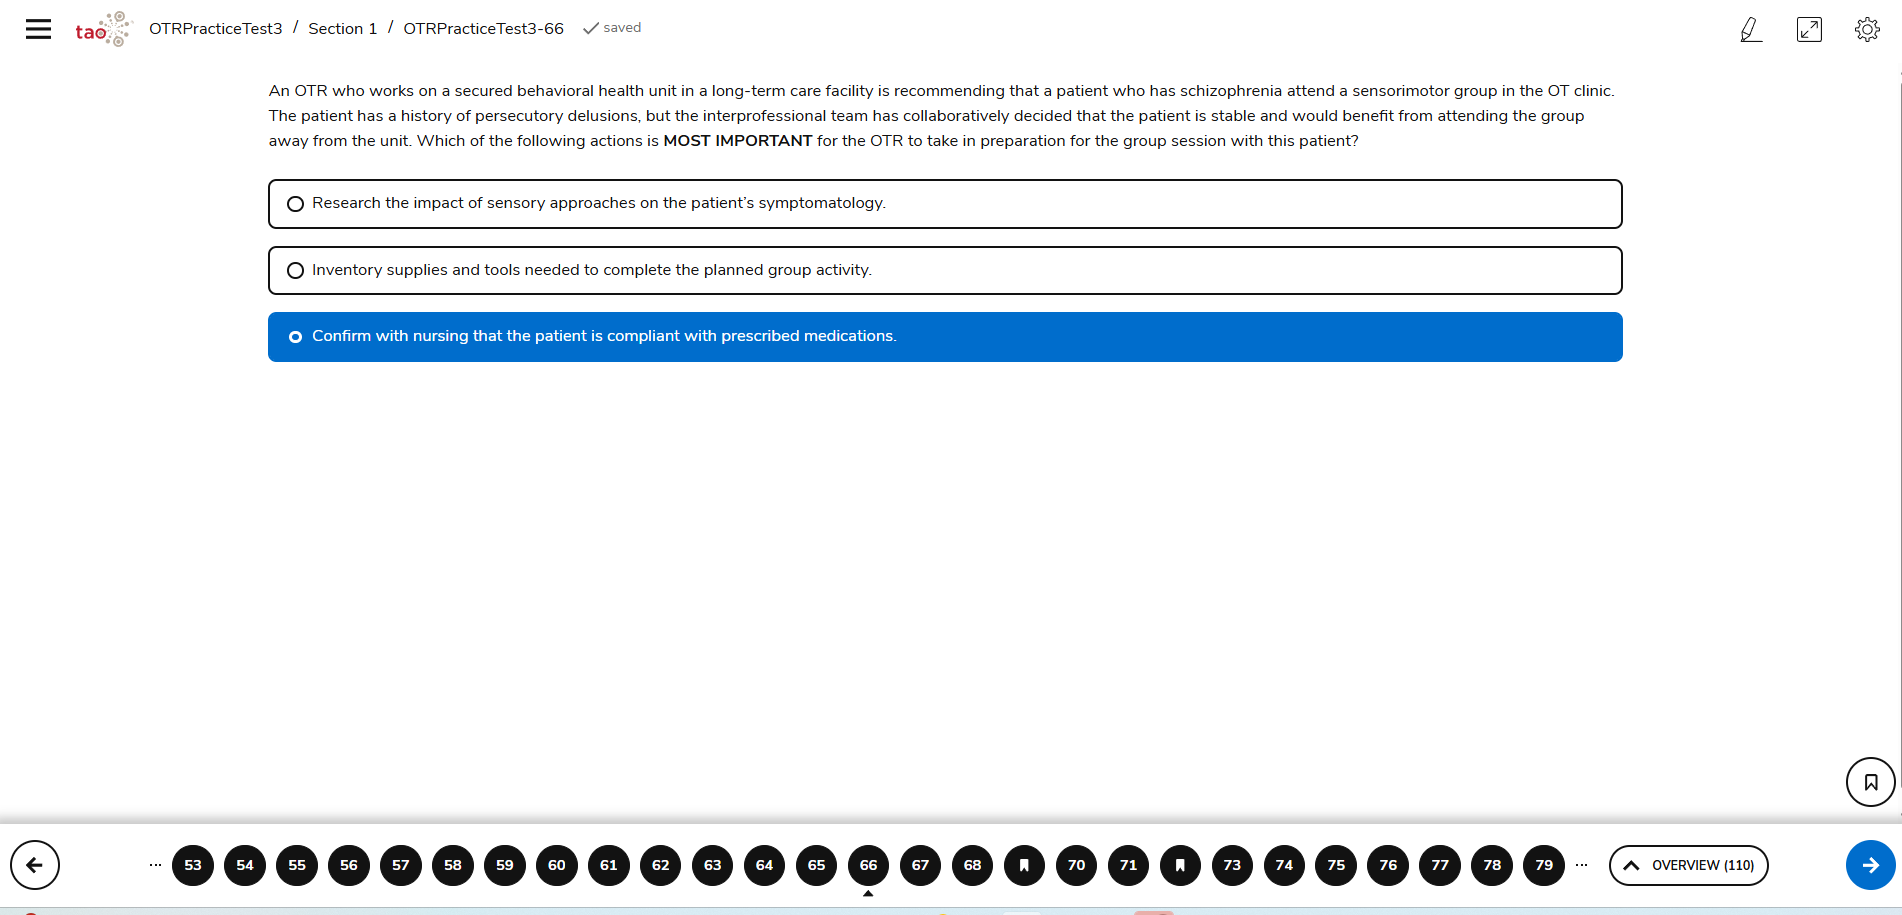 tao
OTRPracticeTest3 / Section 1 / OTRPracticeTest3-66 saved
An OTR who works on a secured behavioral health unit in a long-term care facility is recommending that a patient who has schizophrenia attend a sensorimotor group in the OT clinic.
The patient has a history of persecutory delusions, but the interprofessional team has collaboratively decided that the patient is stable and would benefit from attending the group
away from the unit. Which of the following actions is MOST IMPORTANT for the OTR to take in preparation for the group session with this patient?
Research the impact of sensory approaches on the patient’s symptomatology.
Inventory supplies and tools needed to complete the planned group activity.
Confirm with nursing that the patient is compliant with prescribed medications.
... 53 54 55 56 57 58 59 60 61 62 63 64 65 66 67 68 70 71 73 74 75 76 77 78 79 ... OVERVIEW (110)